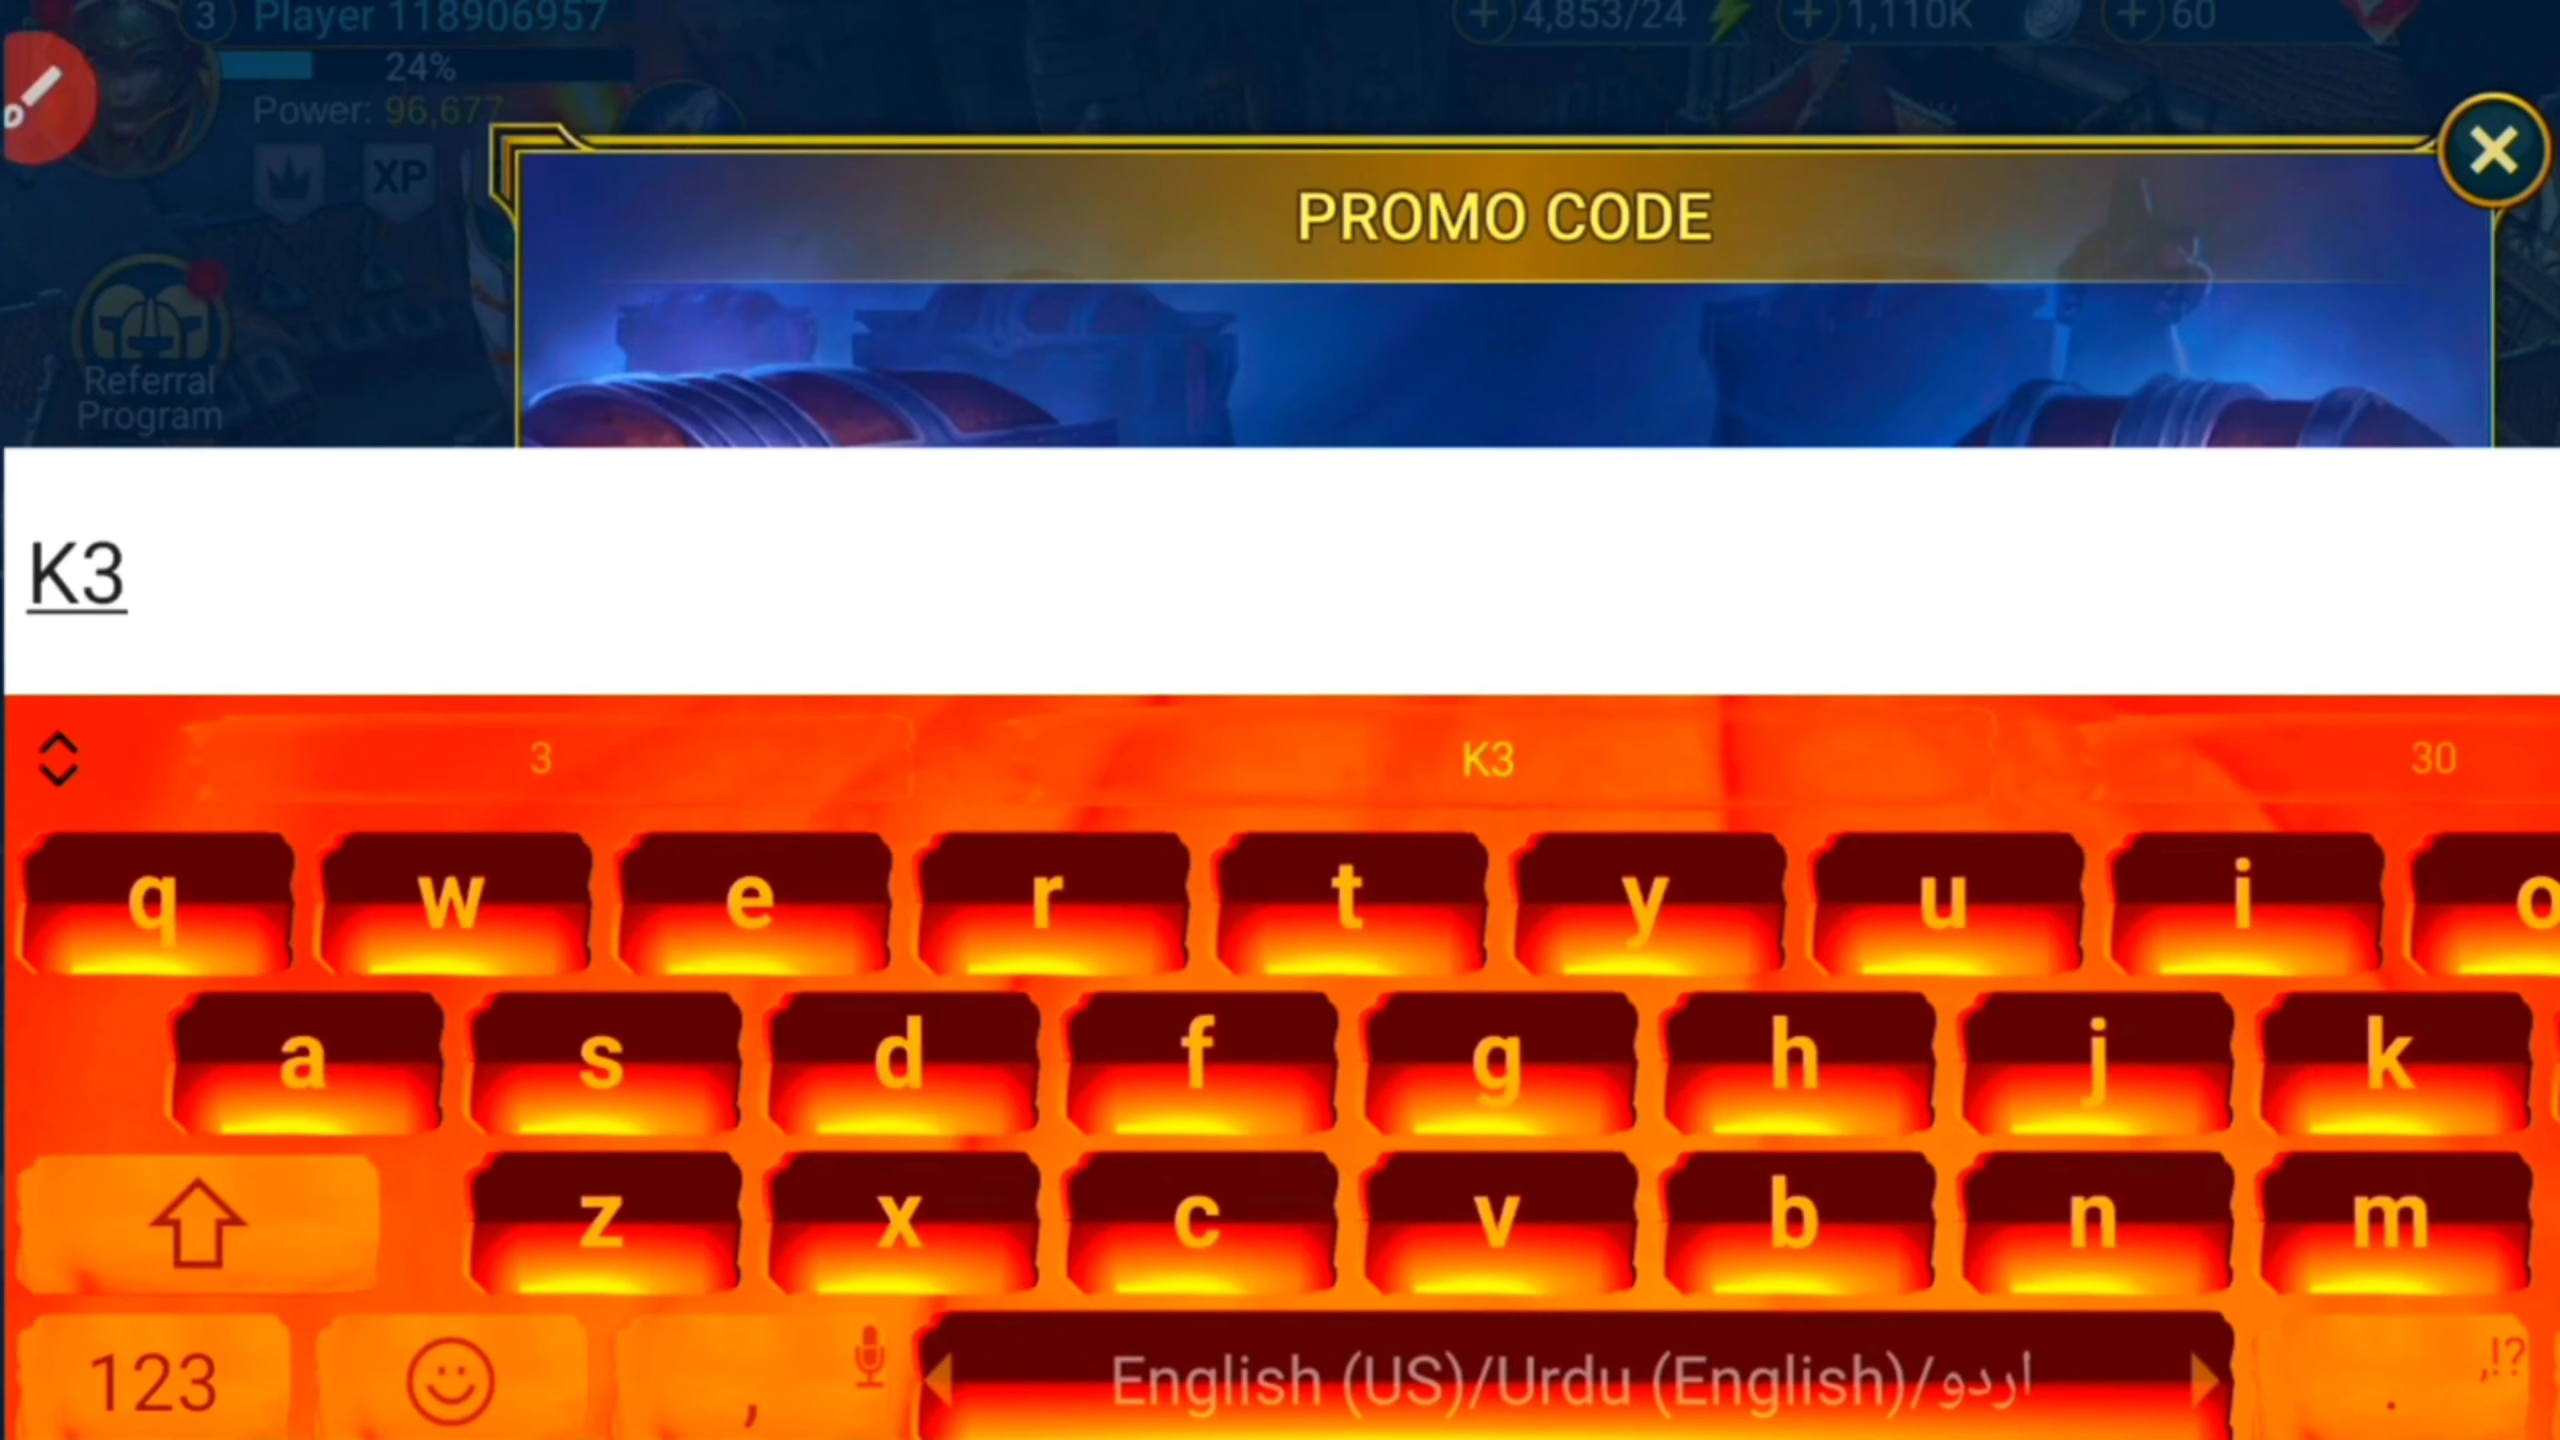 3 Player 118906957
24%
Power: 96,677
XP
+ 4,853/24 + 1,110K + 60
Referral
Program
PROMO CODE
K3
3 K3 30
q w e r t y u i o
a s d f g h j k
z x c v b n m
123 , English (US)/Urdu (English)/اردو . ,!?